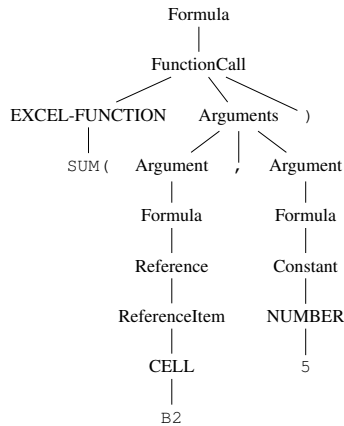 Formula
FunctionCall
EXCEL-FUNCTION Arguments )
SUM( Argument , Argument
Formula Formula
Reference Constant
ReferenceItem NUMBER
CELL 5
B2